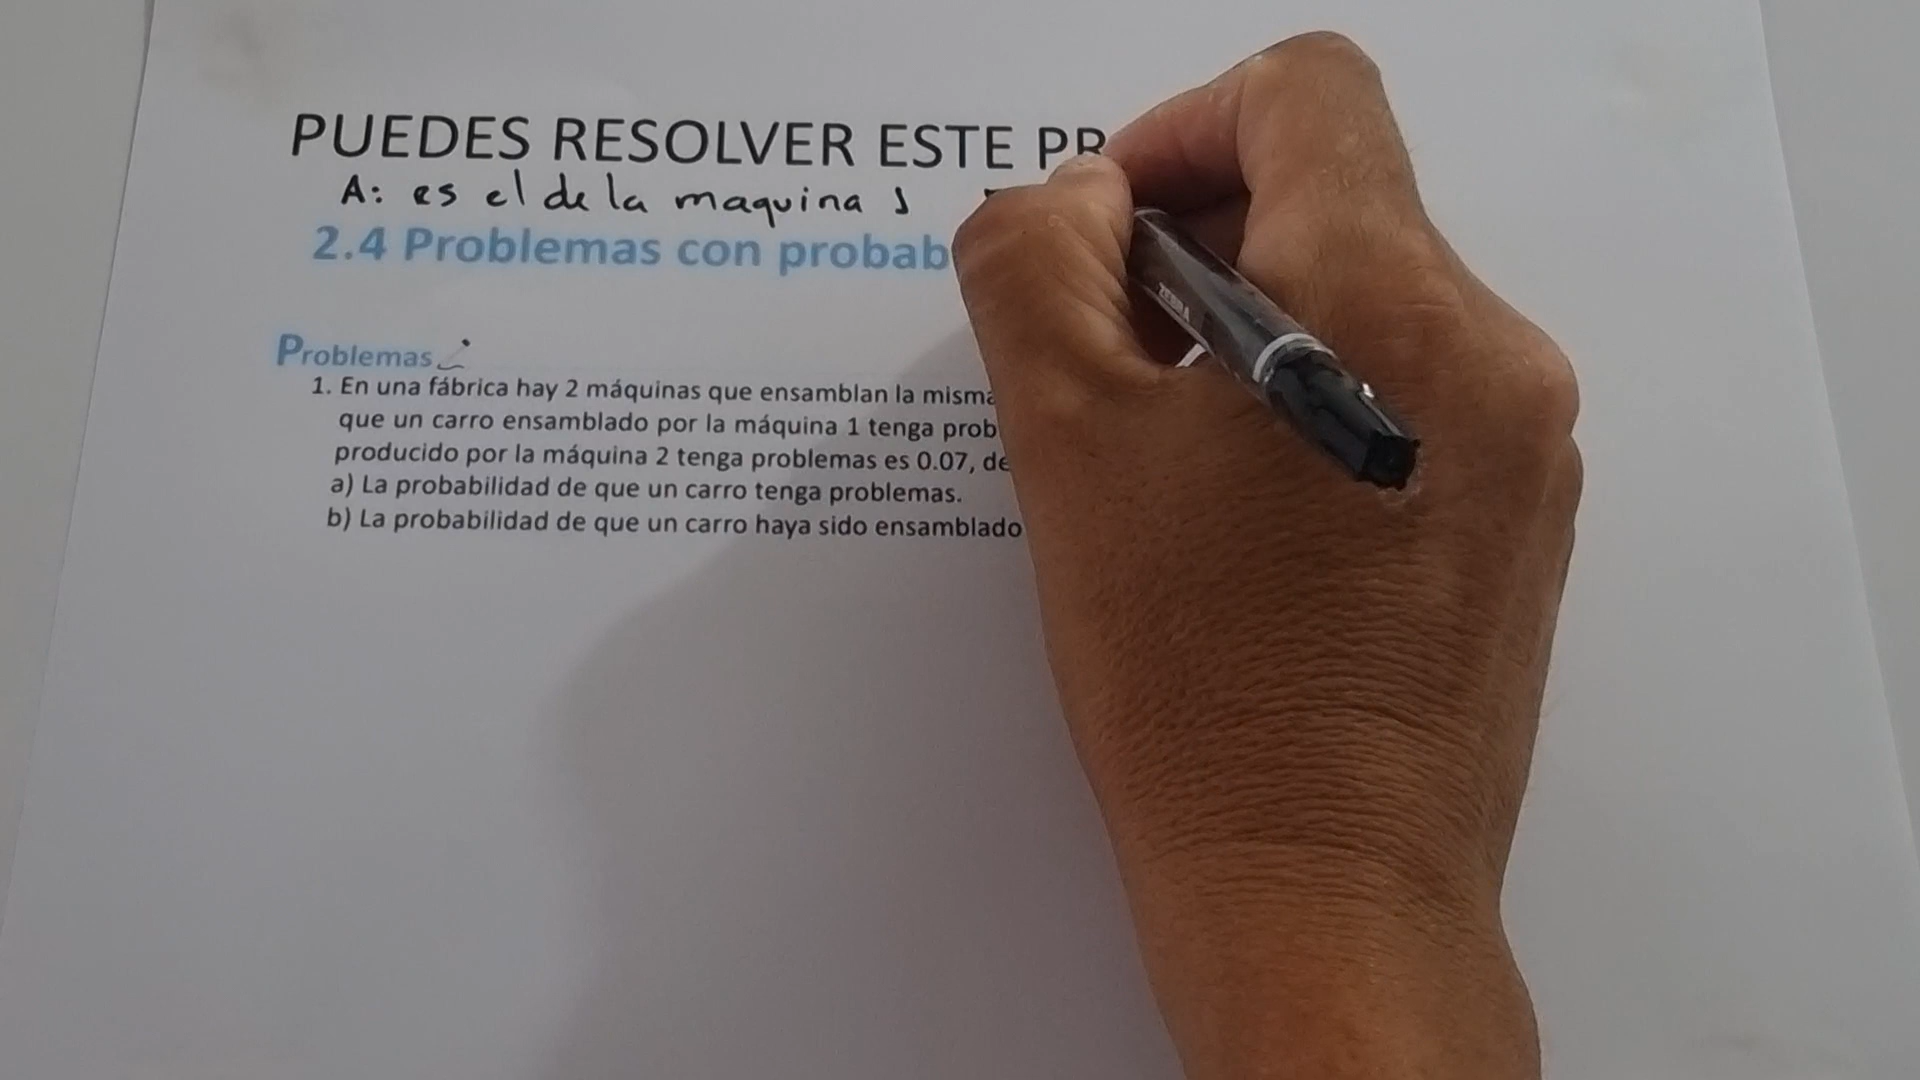 PUEDES RESOLVER ESTE PR
A: es el de la maquina 1
2.4 Problemas con probab
Problemas
1. En una fábrica hay 2 máquinas que ensamblan la misma
que un carro ensamblado por la máquina 1 tenga prob
producido por la máquina 2 tenga problemas es 0.07, de
a) La probabilidad de que un carro tenga problemas.
b) La probabilidad de que un carro haya sido ensamblado
ZEBRA